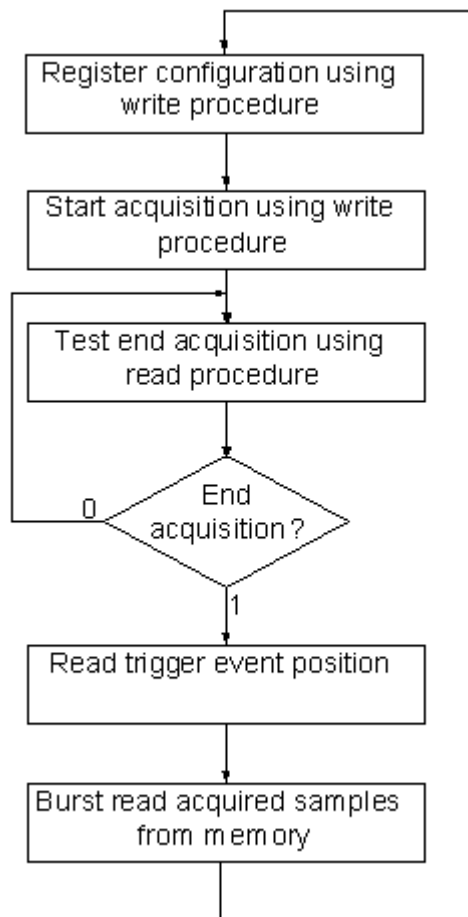 Register configuration using
write procedure
Start acquisition using write
procedure
Test end acquisition using
read procedure
End
acquisition?
0
1
Read trigger event position
Burst read acquired samples
from memory